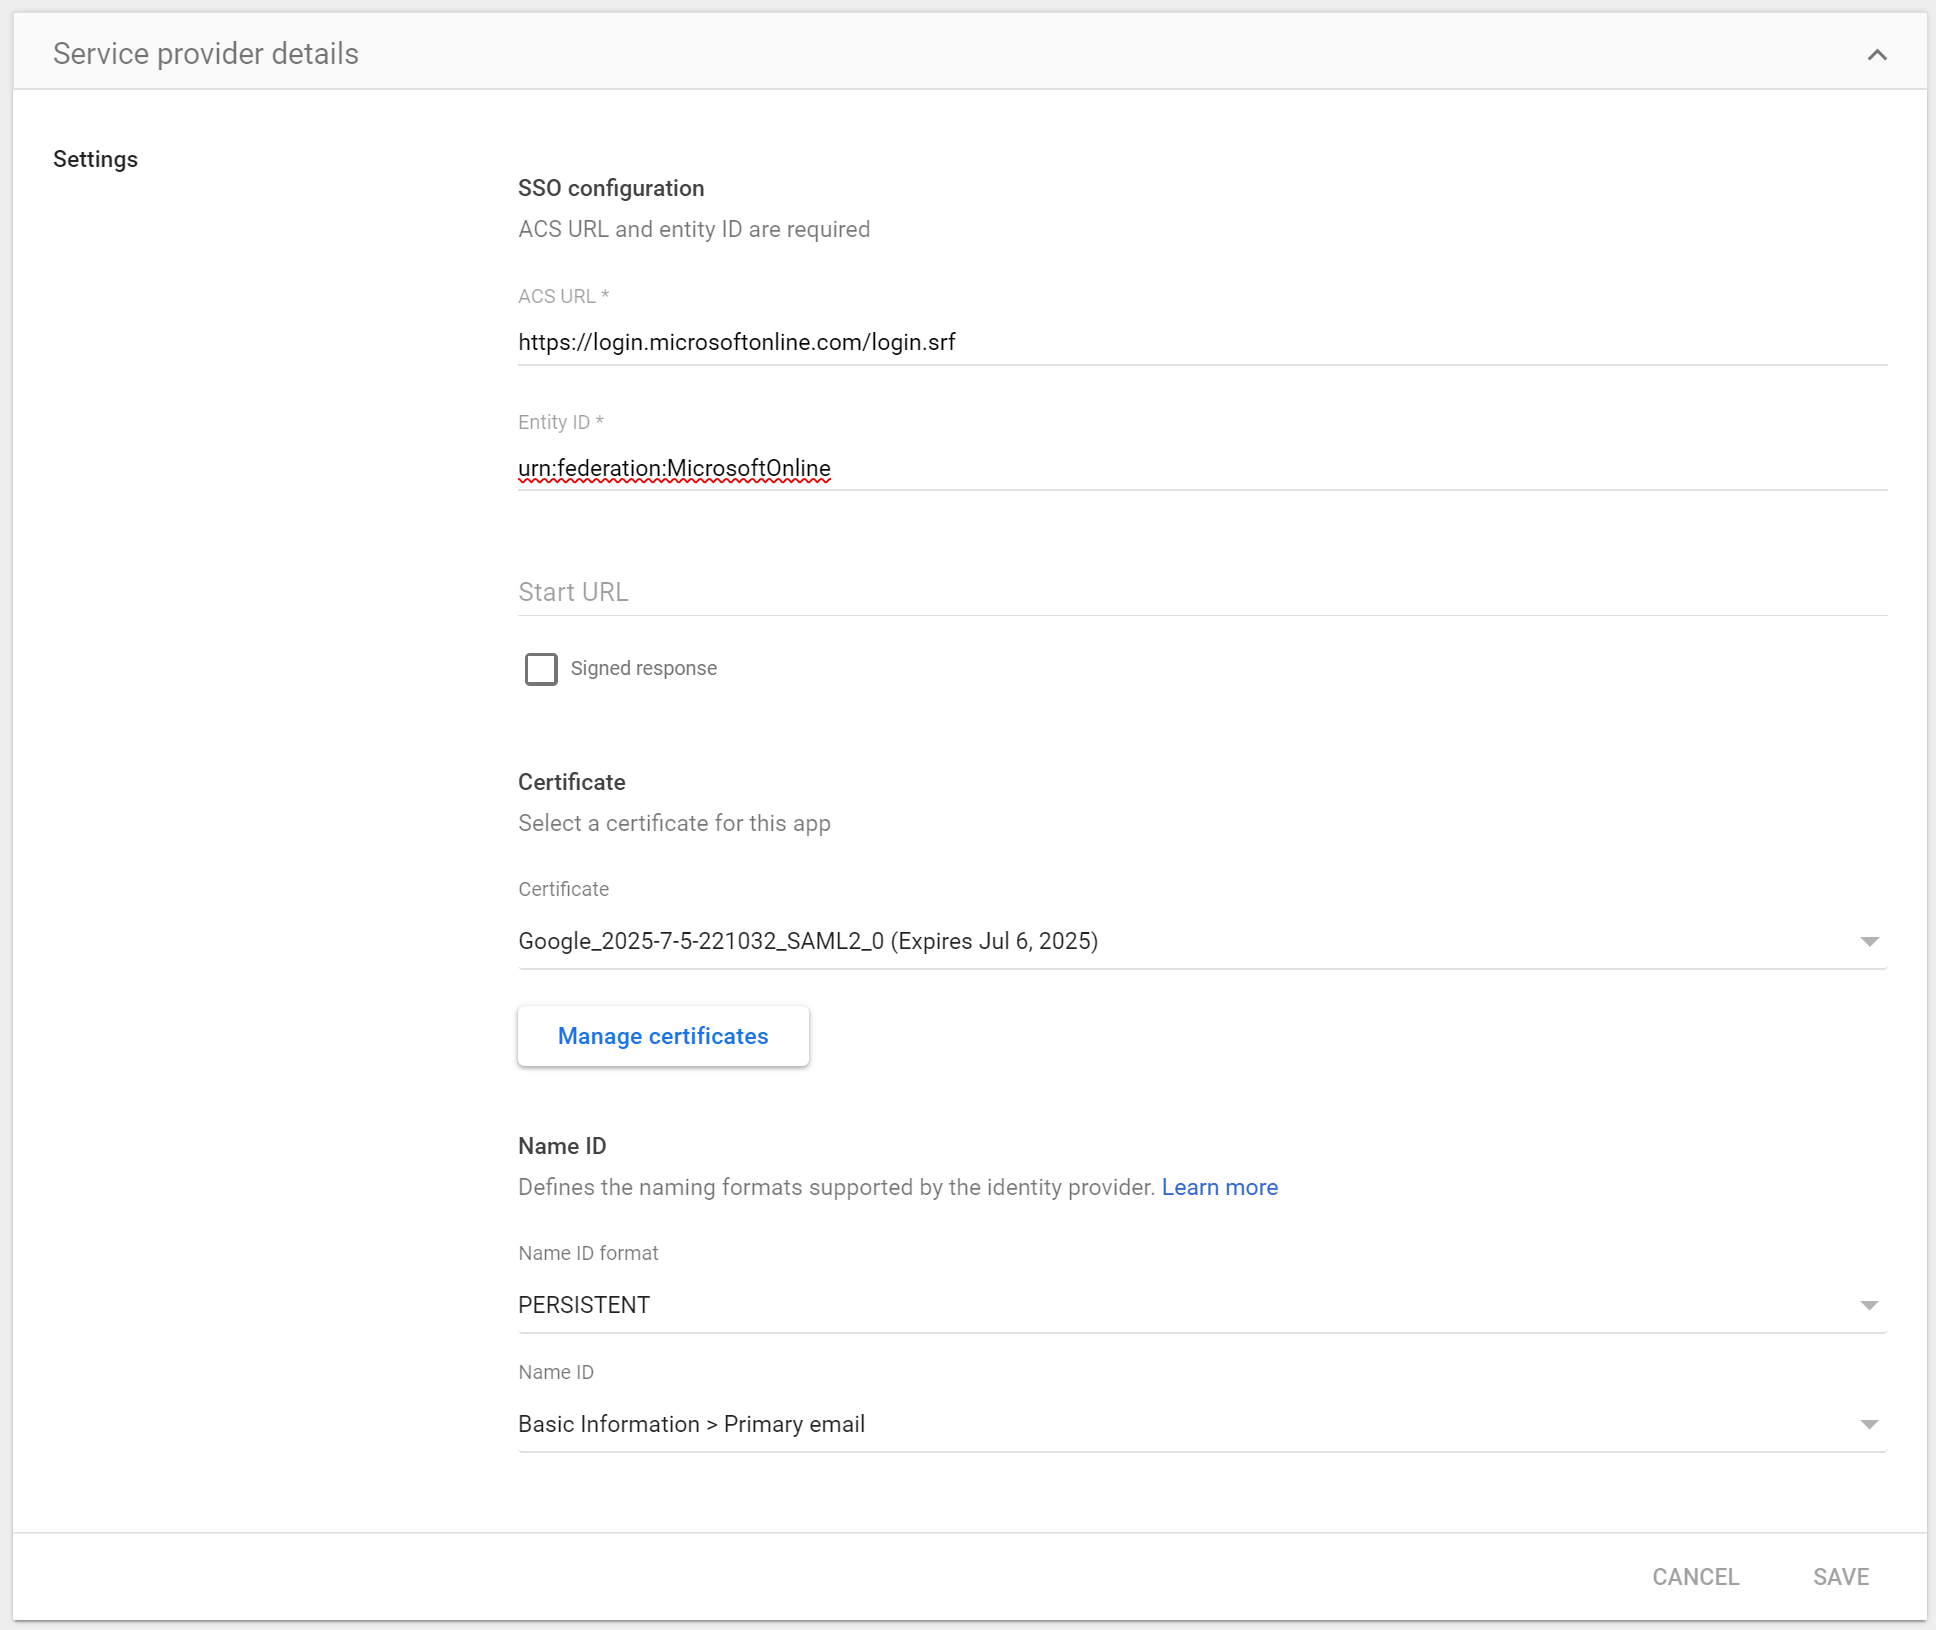 Service provider details
Settings
SSO configuration
ACS URL and entity ID are required
ACS URL *
https://login.microsoftonline.com/login.srf
Entity ID *
urn:federation:MicrosoftOnline
Start URL
Signed response
Certificate
Select a certificate for this app
Certificate
Google_2025-7-5-221032_SAML2_0 (Expires Jul 6, 2025)
Manage certificates
Name ID
Defines the naming formats supported by the identity provider. Learn more
Name ID format
PERSISTENT
Name ID
Basic Information > Primary email
CANCEL SAVE